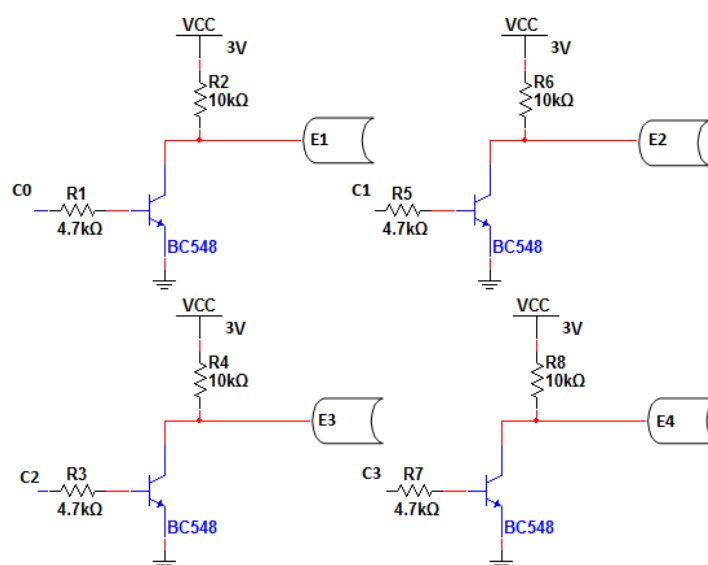 VCC
3V
R2
10kΩ
E1
C0
R1
4.7kΩ
BC548
VCC
3V
R6
10kΩ
E2
C1
R5
4.7kΩ
BC548
VCC
3V
R4
10kΩ
E3
C2
R3
4.7kΩ
BC548
VCC
3V
R8
10kΩ
E4
C3
R7
4.7kΩ
BC548